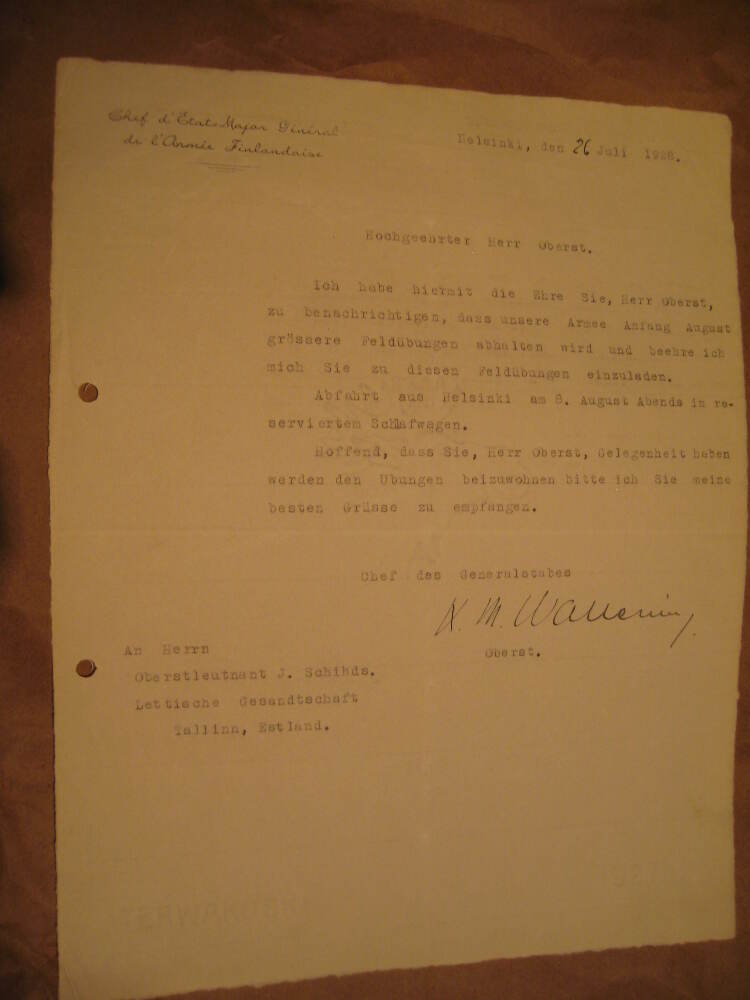 Chef d'Etat-Major Général
de l'Armée Finlandaise
Helsinki, den 26 Juli 1928.
Hochgeehrter Herr Oberst.
Ich habe hiermit die Ehre Sie, Herr Oberst,
zu benachrichtigen, dass unsere Armee Anfang August
grössere Feldübungen abhalten wird und beehre ich
mich Sie zu diesen Feldübungen einzuladen.
Abfahrt aus Helsinki am 8. August Abends in re-
serviertem Schlafwagen.
Hoffend, dass Sie, Herr Oberst, Gelegenheit haben
werden den Übungen beizuwohnen bitte ich Sie meine
besten Grüsse zu empfangen.
Chef des Generalstabes
K. M. Wallenius
Oberst.
An Herrn
Oberstleutnant J. Schihds.
Lettische Gesandtschaft
Tallinn, Estland.